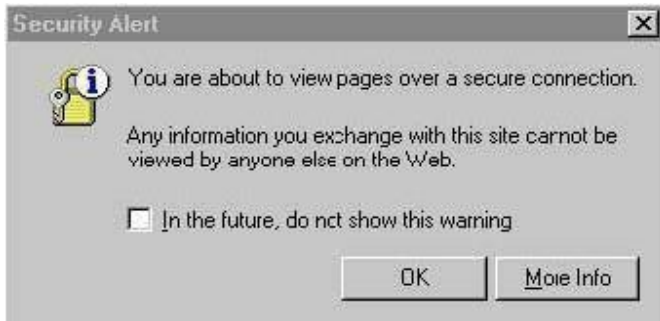 Security Alert
You are about to view pages over a secure connection.
Any information you exchange with this site cannot be
viewed by anyone else on the Web.
In the future, do not show this warning
OK
More Info